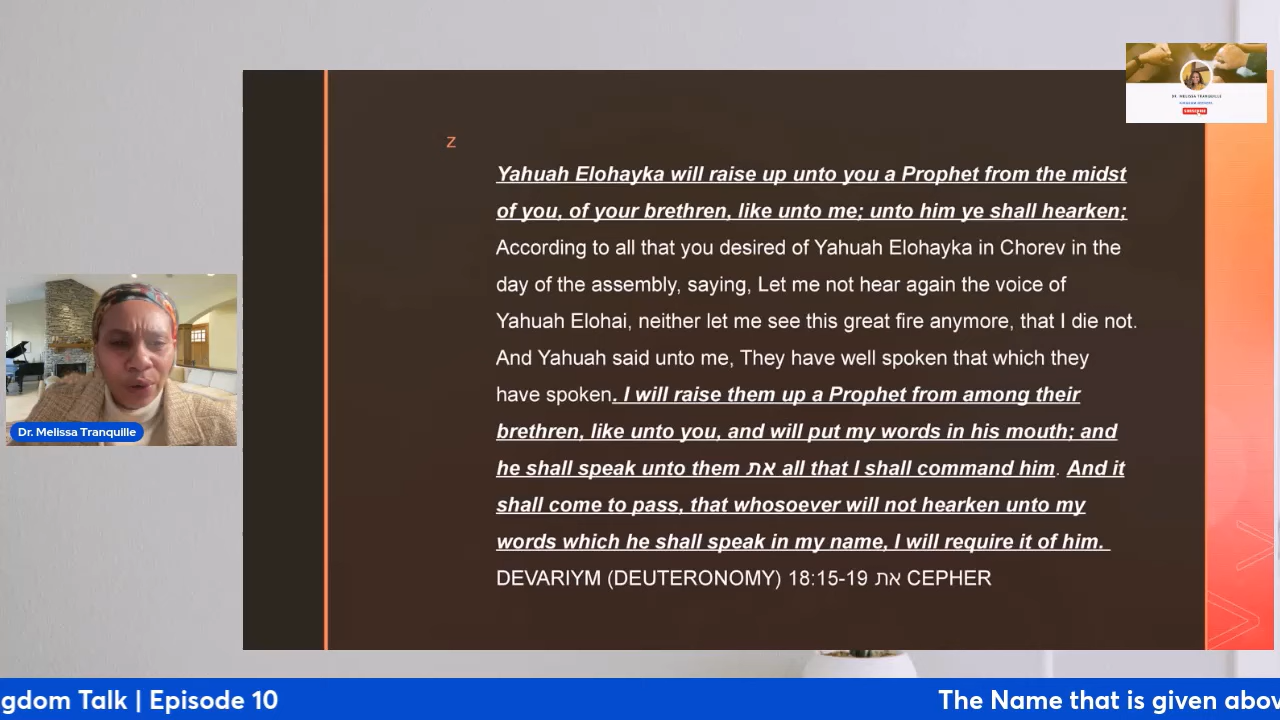 DR. MELISSA TRANQUILLE
SUBSCRIBE
z
Yahuah Elohayka will raise up unto you a Prophet from the midst
of you, of your brethren, like unto me; unto him ye shall hearken;
According to all that you desired of Yahuah Elohayka in Chorev in the
day of the assembly, saying, Let me not hear again the voice of
Yahuah Elohai, neither let me see this great fire anymore, that I die not.
And Yahuah said unto me, They have well spoken that which they
have spoken. I will raise them up a Prophet from among their
brethren, like unto you, and will put my words in his mouth; and
he shall speak unto them את all that I shall command him. And it
shall come to pass, that whosoever will not hearken unto my
words which he shall speak in my name, I will require it of him.
DEVARIYM (DEUTERONOMY) 18:15-19 את CEPHER
Dr. Melissa Tranquille
gdom Talk | Episode 10
The Name that is given abov